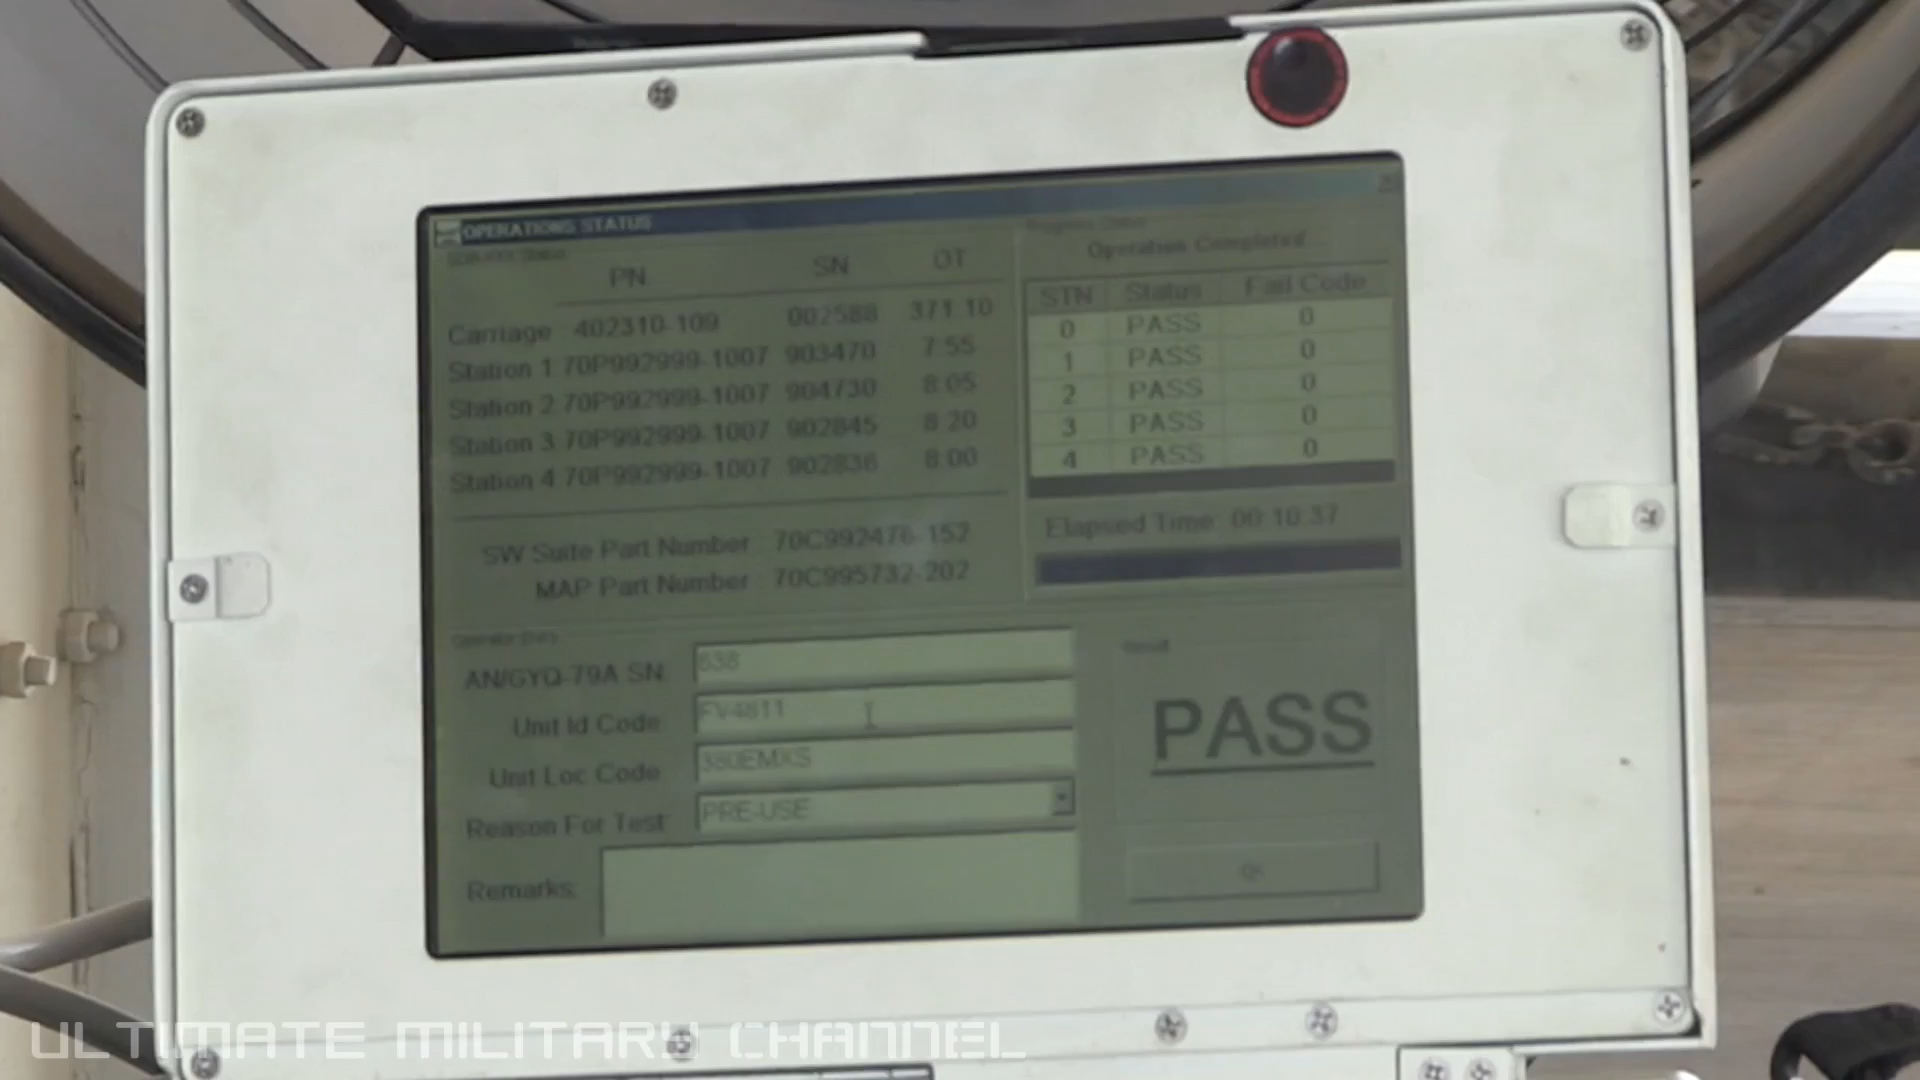 OPERATIONS STATUS
PN SN OT
Carriage 402310-109 002588 371 10
Station 1 70P992999-1007 903470 7:55
Station 2 70P992999-1007 904730 8:05
Station 3 70P992999-1007 902845 8 20
Station 4 70P992999-1007 902836 8:00
SW Suite Part Number 70C992476-152
MAP Part Number 70C995732-202
Operation Completed...
STN Status Fail Code
0 PASS 0
1 PASS 0
2 PASS 0
3 PASS 0
4 PASS 0
Elapsed Time 00:10:37
AN/GYQ-79A SN: 638
Unit Id Code: FV4811
Unit Loc Code 380EMXS
Reason For Test: PRE-USE
Remarks:
Result
PASS
ULTIMATE MILITARY CHANNEL